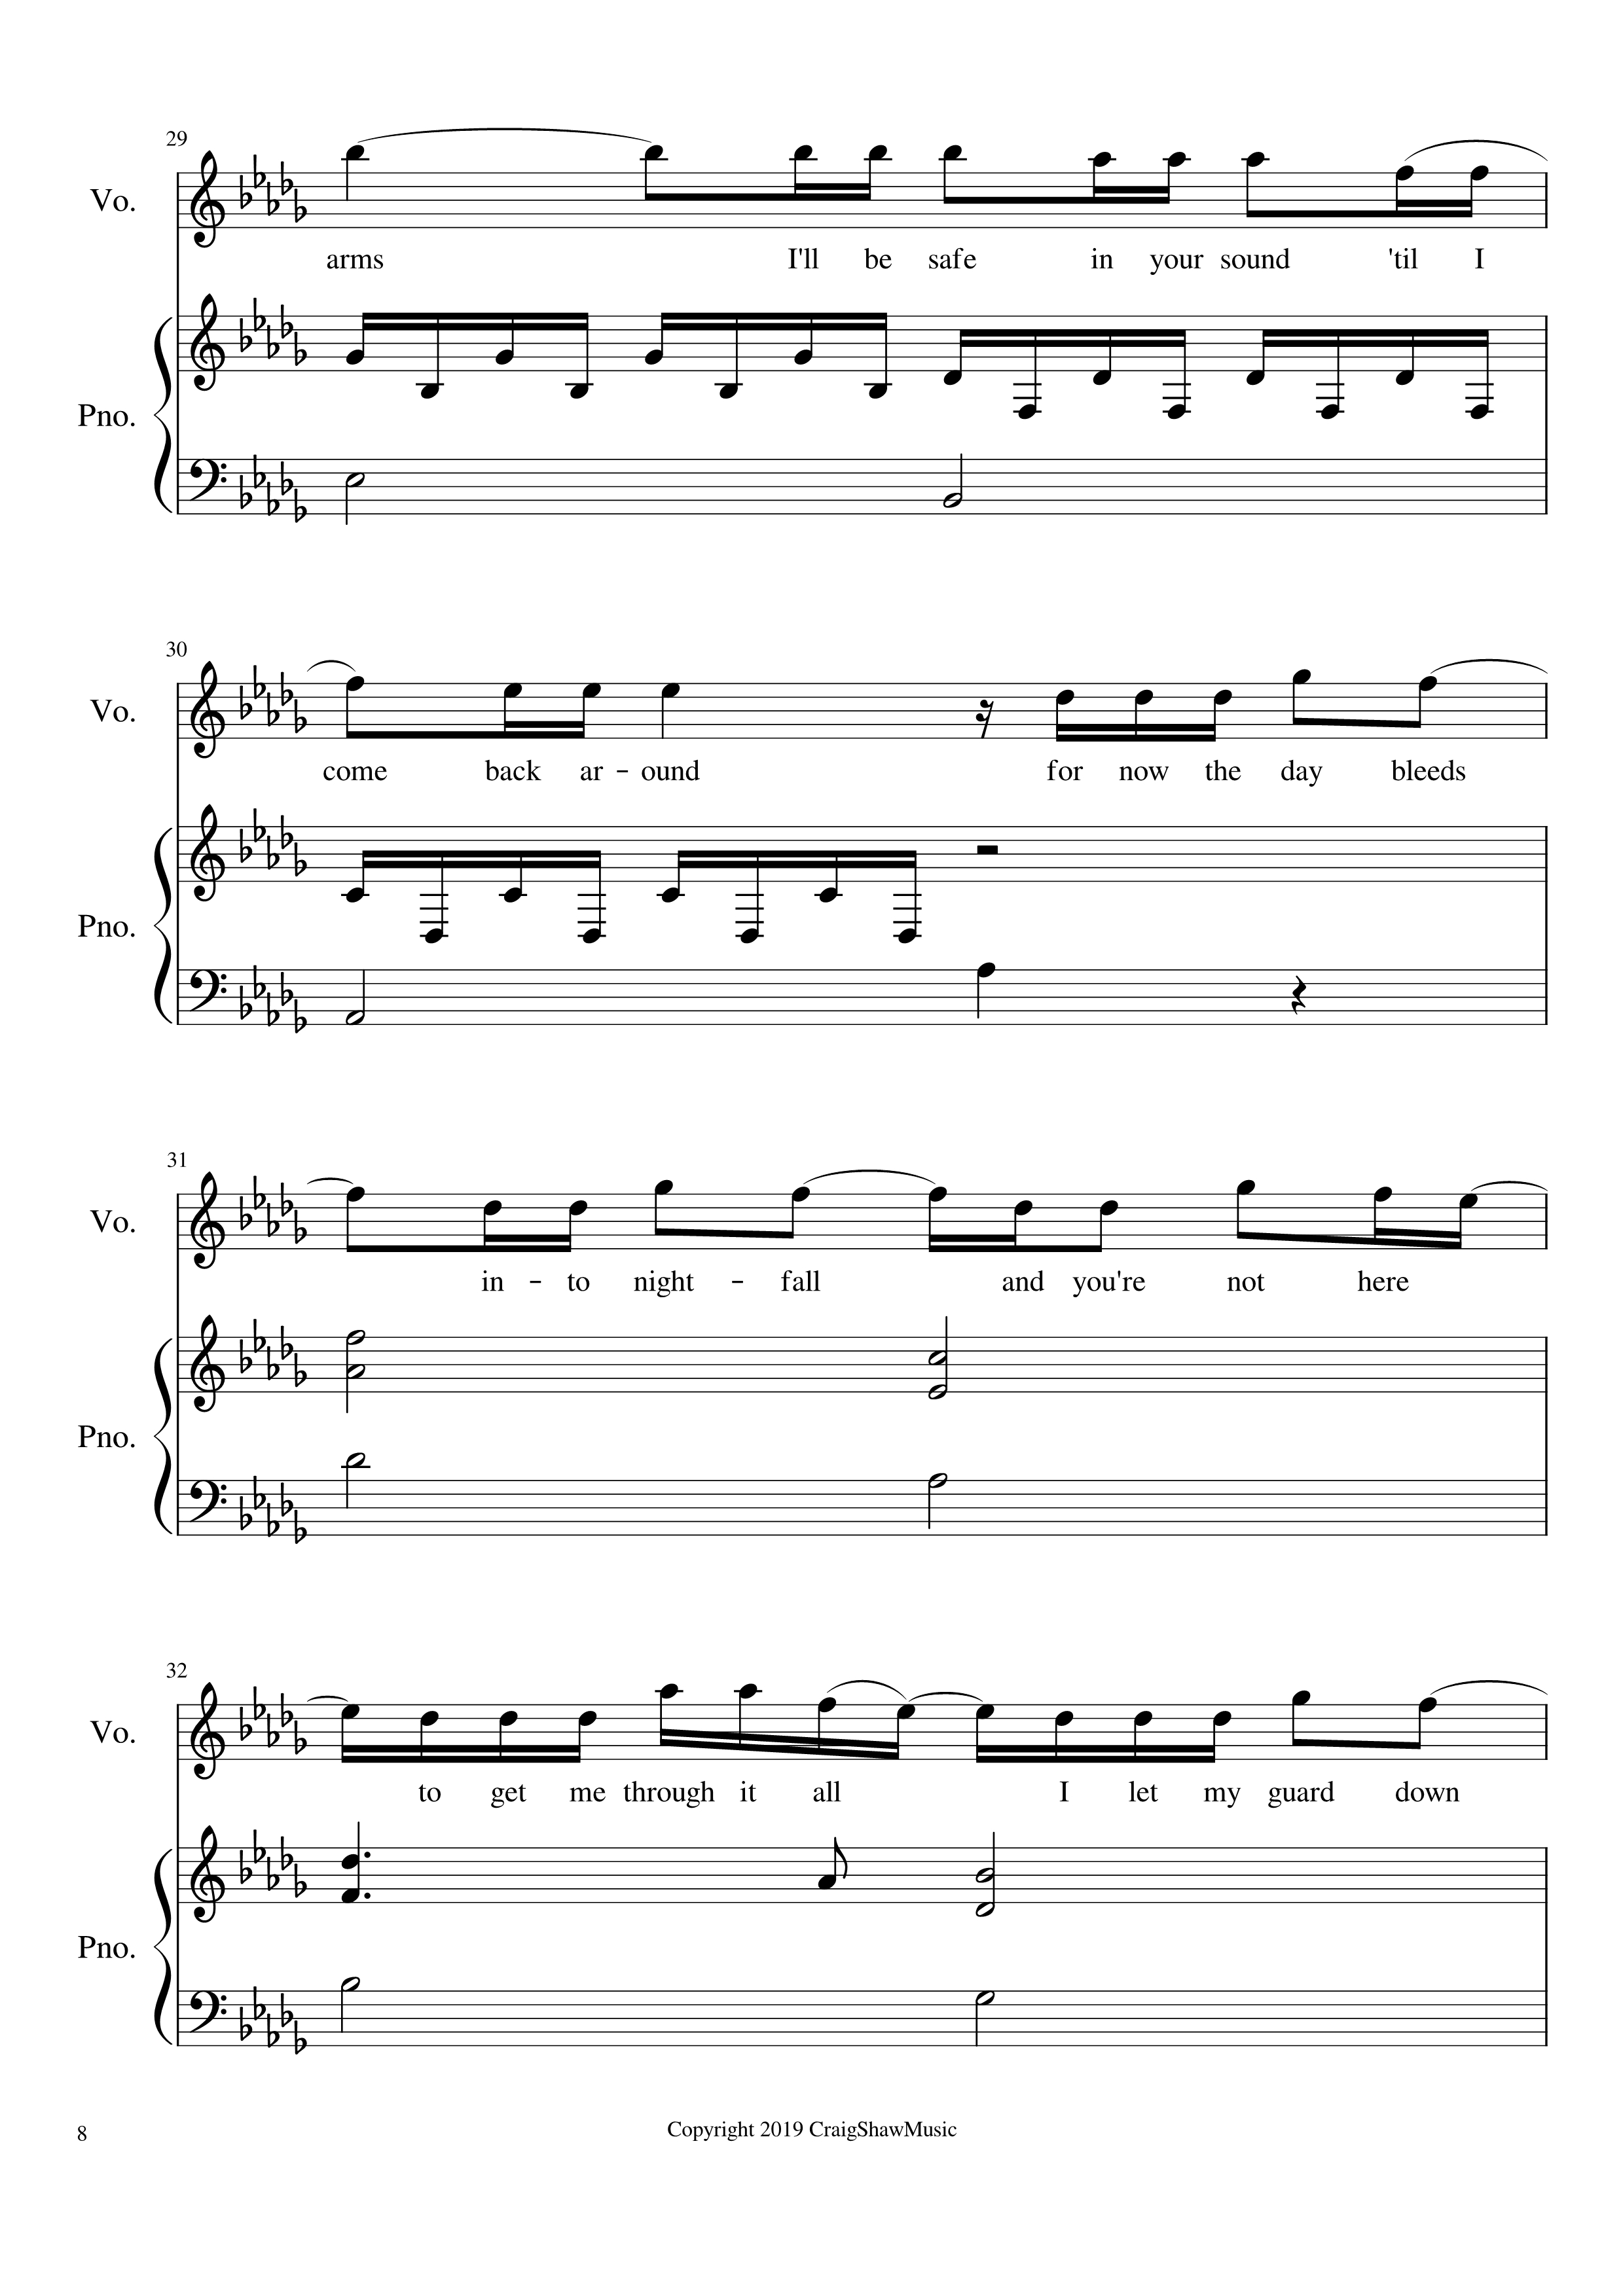 29
Vo.
arms I'll be safe in your sound 'til I
Pno.
30
Vo.
come back ar - ound for now the day bleeds
Pno.
31
Vo.
in - to night - fall and you're not here
Pno.
32
Vo.
to get me through it all I let my guard down
Pno.
8
Copyright 2019 CraigShawMusic